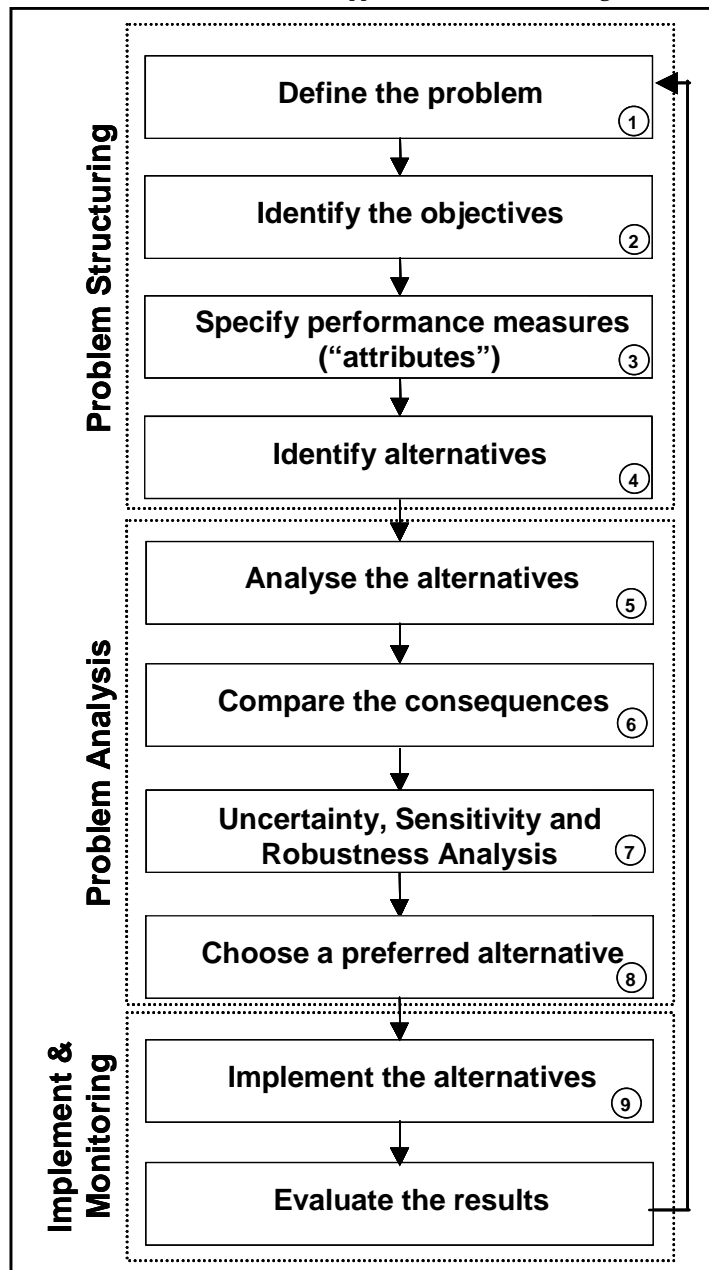 Problem Structuring
Define the problem
1
Identify the objectives
2
Specify performance measures
(“attributes”)
3
Identify alternatives
4
Problem Analysis
Analyse the alternatives
5
Compare the consequences
6
Uncertainty, Sensitivity and
Robustness Analysis
7
Choose a preferred alternative
8
Implement &
Monitoring
Implement the alternatives
9
Evaluate the results